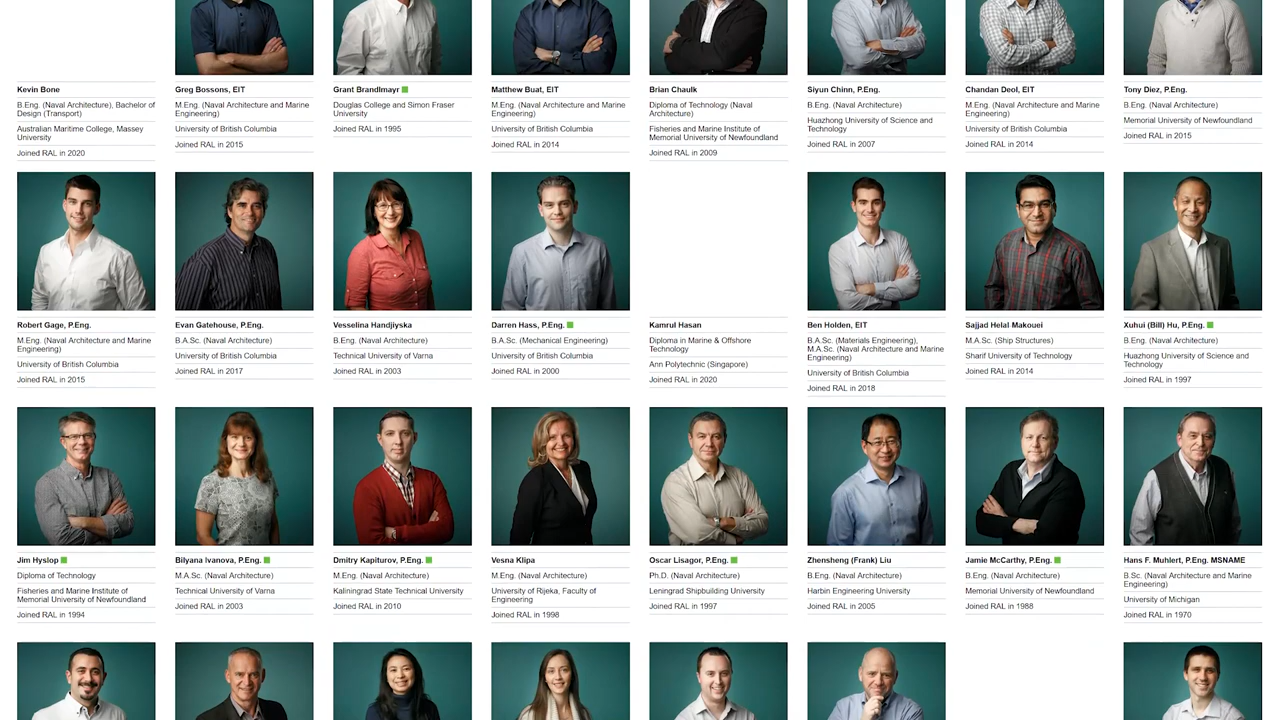 Kevin Bone
B.Eng. (Naval Architecture), Bachelor of
Design (Transport)
Australian Maritime College, Massey
University
Joined RAL in 2020
Greg Bossons, EIT
M.Eng. (Naval Architecture and Marine
Engineering)
University of British Columbia
Joined RAL in 2015
Grant Brandlmayr
Douglas College and Simon Fraser
University
Joined RAL in 1995
Matthew Buat, EIT
M.Eng. (Naval Architecture and Marine
Engineering)
University of British Columbia
Joined RAL in 2014
Brian Chaulk
Diploma of Technology (Naval
Architecture)
Fisheries and Marine Institute of
Memorial University of Newfoundland
Joined RAL in 2009
Siyun Chinn, P.Eng.
B.Eng. (Naval Architecture)
Huazhong University of Science and
Technology
Joined RAL in 2007
Chandan Deol, EIT
M.Eng. (Naval Architecture and Marine
Engineering)
University of British Columbia
Joined RAL in 2014
Tony Diez, P.Eng.
B.Eng. (Naval Architecture)
Memorial University of Newfoundland
Joined RAL in 2015
Robert Gage, P.Eng.
M.Eng. (Naval Architecture and Marine
Engineering)
University of British Columbia
Joined RAL in 2015
Evan Gatehouse, P.Eng.
B.A.Sc. (Naval Architecture)
University of British Columbia
Joined RAL in 2017
Vesselina Handjiyska
B.Eng. (Naval Architecture)
Technical University of Varna
Joined RAL in 2003
Darren Hass, P.Eng.
B.A.Sc. (Mechanical Engineering)
University of British Columbia
Joined RAL in 2000
Kamrul Hasan
Diploma in Marine & Offshore
Technology
Ann Polytechnic (Singapore)
Joined RAL in 2020
Ben Holden, EIT
B.A.Sc. (Materials Engineering),
M.A.Sc. (Naval Architecture and Marine
Engineering)
University of British Columbia
Joined RAL in 2018
Sajjad Helal-Makouei
M.A.Sc. (Ship Structures)
Sharif University of Technology
Joined RAL in 2014
Xuhui (Bill) Hu, P.Eng.
B.Eng. (Naval Architecture)
Huazhong University of Science and
Technology
Joined RAL in 1997
Jim Hyslop
Diploma of Technology
Fisheries and Marine Institute of
Memorial University of Newfoundland
Joined RAL in 1994
Bilyana Ivanova, P.Eng.
M.A.Sc. (Naval Architecture)
Technical University of Varna
Joined RAL in 2003
Dmitry Kapiturov, P.Eng.
M.Eng. (Naval Architecture)
Kaliningrad State Technical University
Joined RAL in 2010
Vesna Klipa
M.Eng. (Naval Architecture)
University of Rijeka, Faculty of
Engineering
Joined RAL in 1998
Oscar Lisagor, P.Eng.
Ph.D. (Naval Architecture)
Leningrad Shipbuilding University
Joined RAL in 1997
Zhensheng (Frank) Liu
B.Eng. (Naval Architecture)
Harbin Engineering University
Joined RAL in 2005
Jamie McCarthy, P.Eng.
B.Eng. (Naval Architecture)
Memorial University of Newfoundland
Joined RAL in 1988
Hans F. Muhlert, P.Eng. MSNAME
B.Sc. (Naval Architecture and Marine
Engineering)
University of Michigan
Joined RAL in 1970